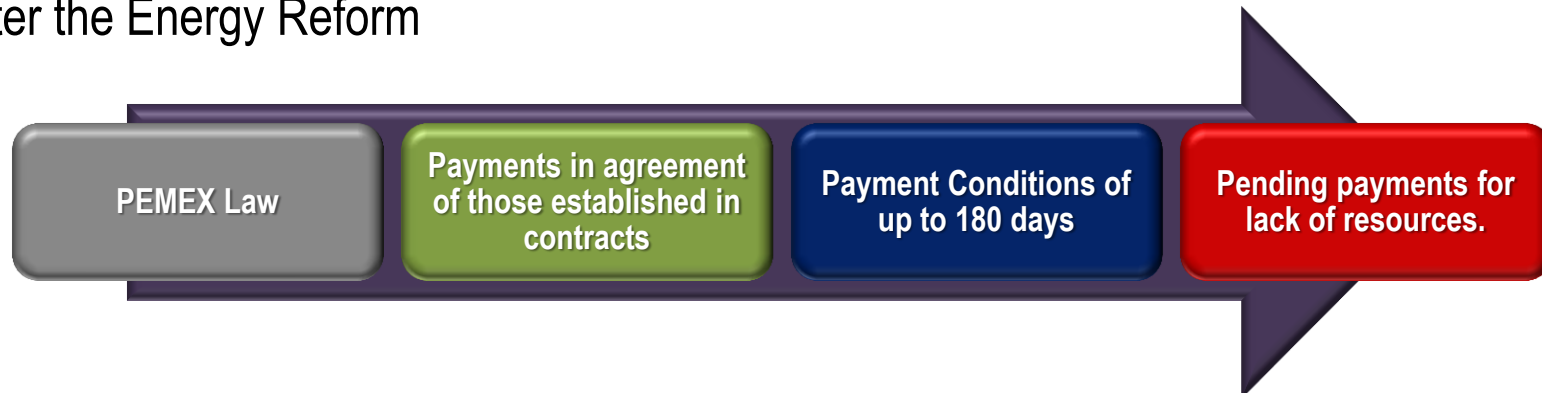 the Energy Reform
PEMEX Law
Payments in agreement
of those established in
contracts
Payment Conditions of
up to 180 days
Pending payments for
lack of resources.